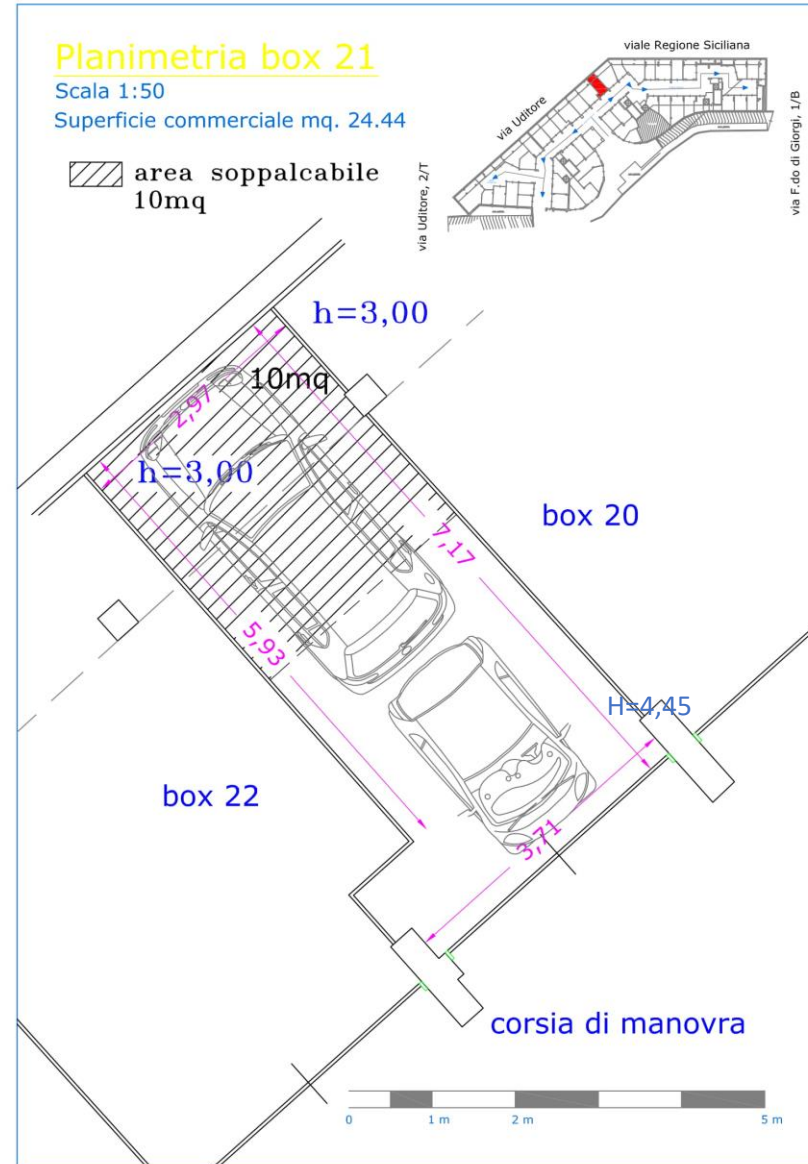 Planimetria box 21
Scala 1:50
Superficie commerciale mq. 24.44
area soppalcabile
10mq
viale Regione Siciliana
via Uditore
via Uditore, 2/T
via F.do di Giorgi, 1/B
h=3,00
10mq
2,97
h=3,00
box 20
7,17
5,93
H=4,45
box 22
3,71
corsia di manovra
0 1 m 2 m 5 m